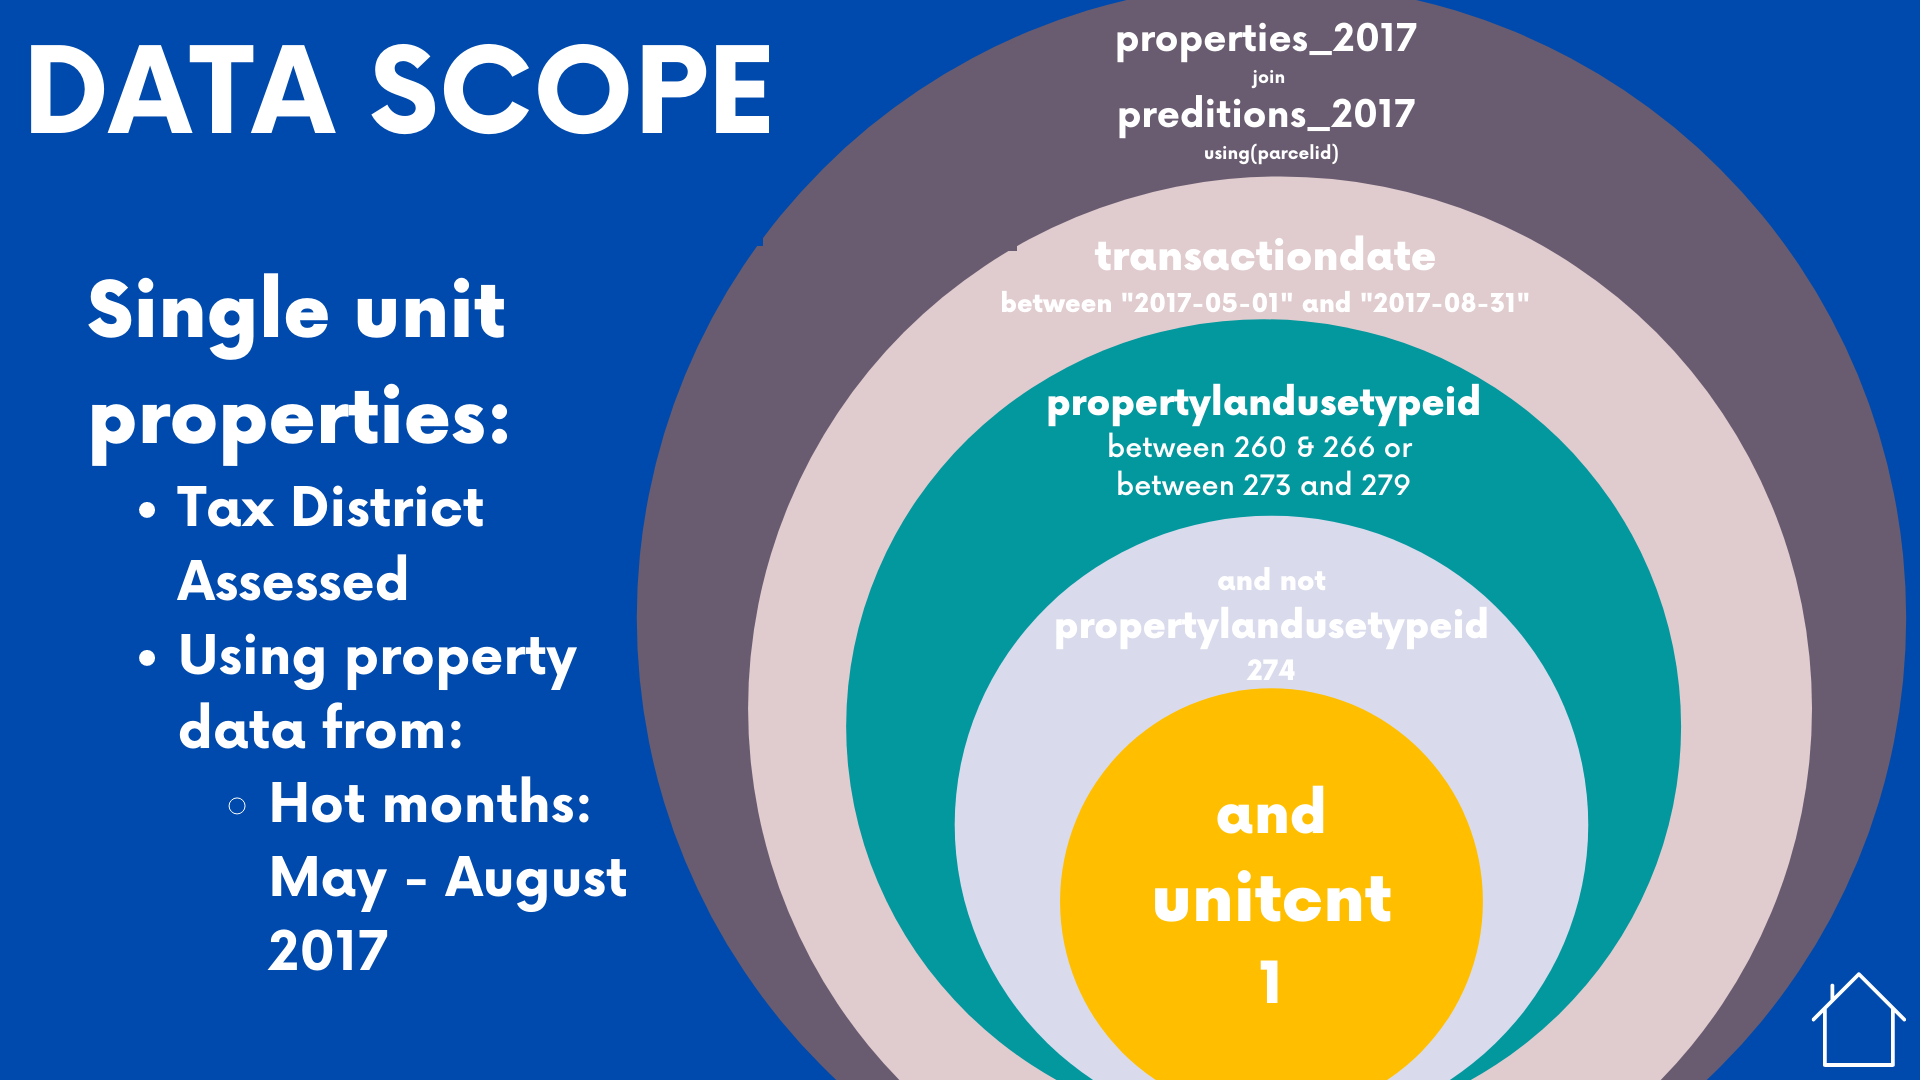 DATA SCOPE
Single unit
properties:
• Tax District
Assessed
• Using property
data from:
○ Hot months:
May - August
2017
properties_2017
join
preditions_2017
using(parcelid)
transactiondate
between "2017-05-01" and "2017-08-31"
propertylandusetypeid
between 260 & 266 or
between 273 and 279
and not
propertylandusetypeid
274
and
unitcnt
1